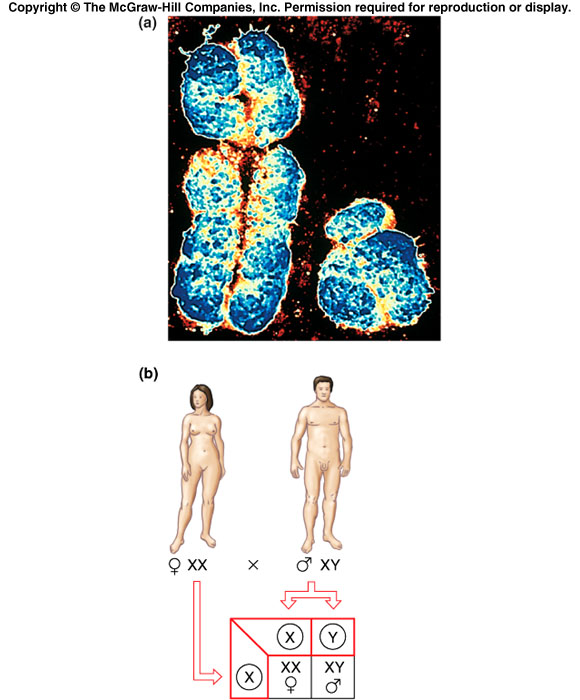 Copyright © The McGraw-Hill Companies, Inc. Permission required for reproduction or display.
(a)
(b)
♀ XX × ♂ XY
X Y
X XX XY
♀ ♂